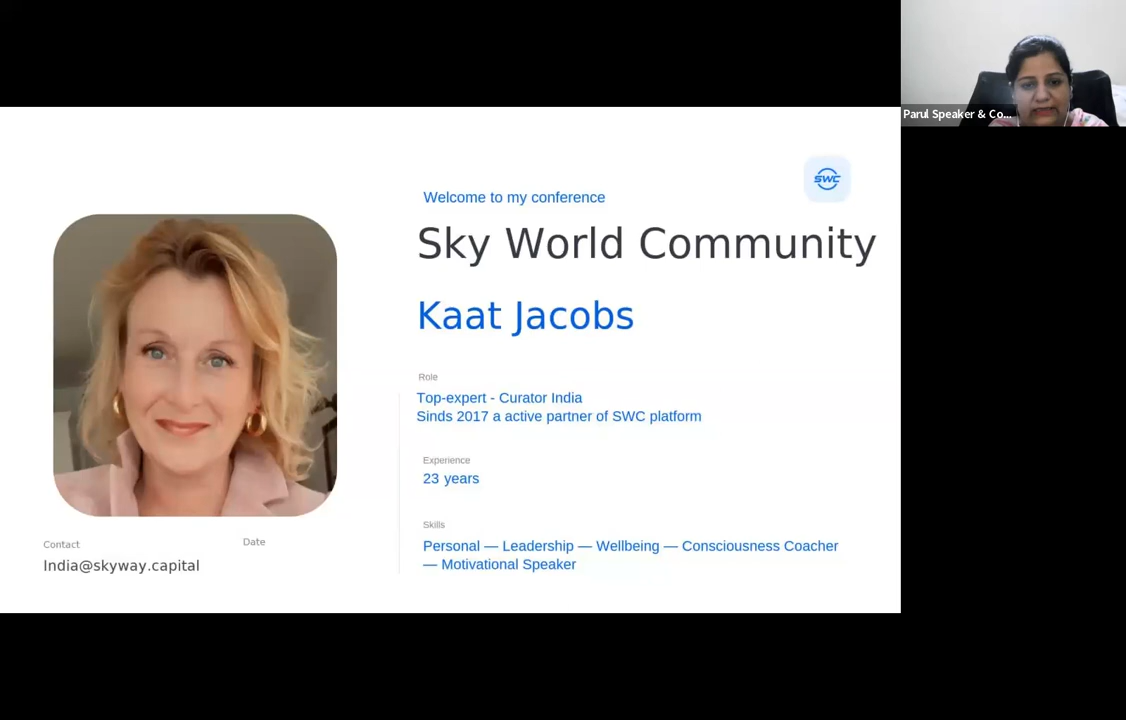 Parul Speaker & Co...
SWC
Welcome to my conference
Sky World Community
Kaat Jacobs
Role
Top-expert - Curator India
Sinds 2017 a active partner of SWC platform
Experience
23 years
Skills
Personal — Leadership — Wellbeing — Consciousness Coacher
— Motivational Speaker
Contact
Date
India@skyway.capital